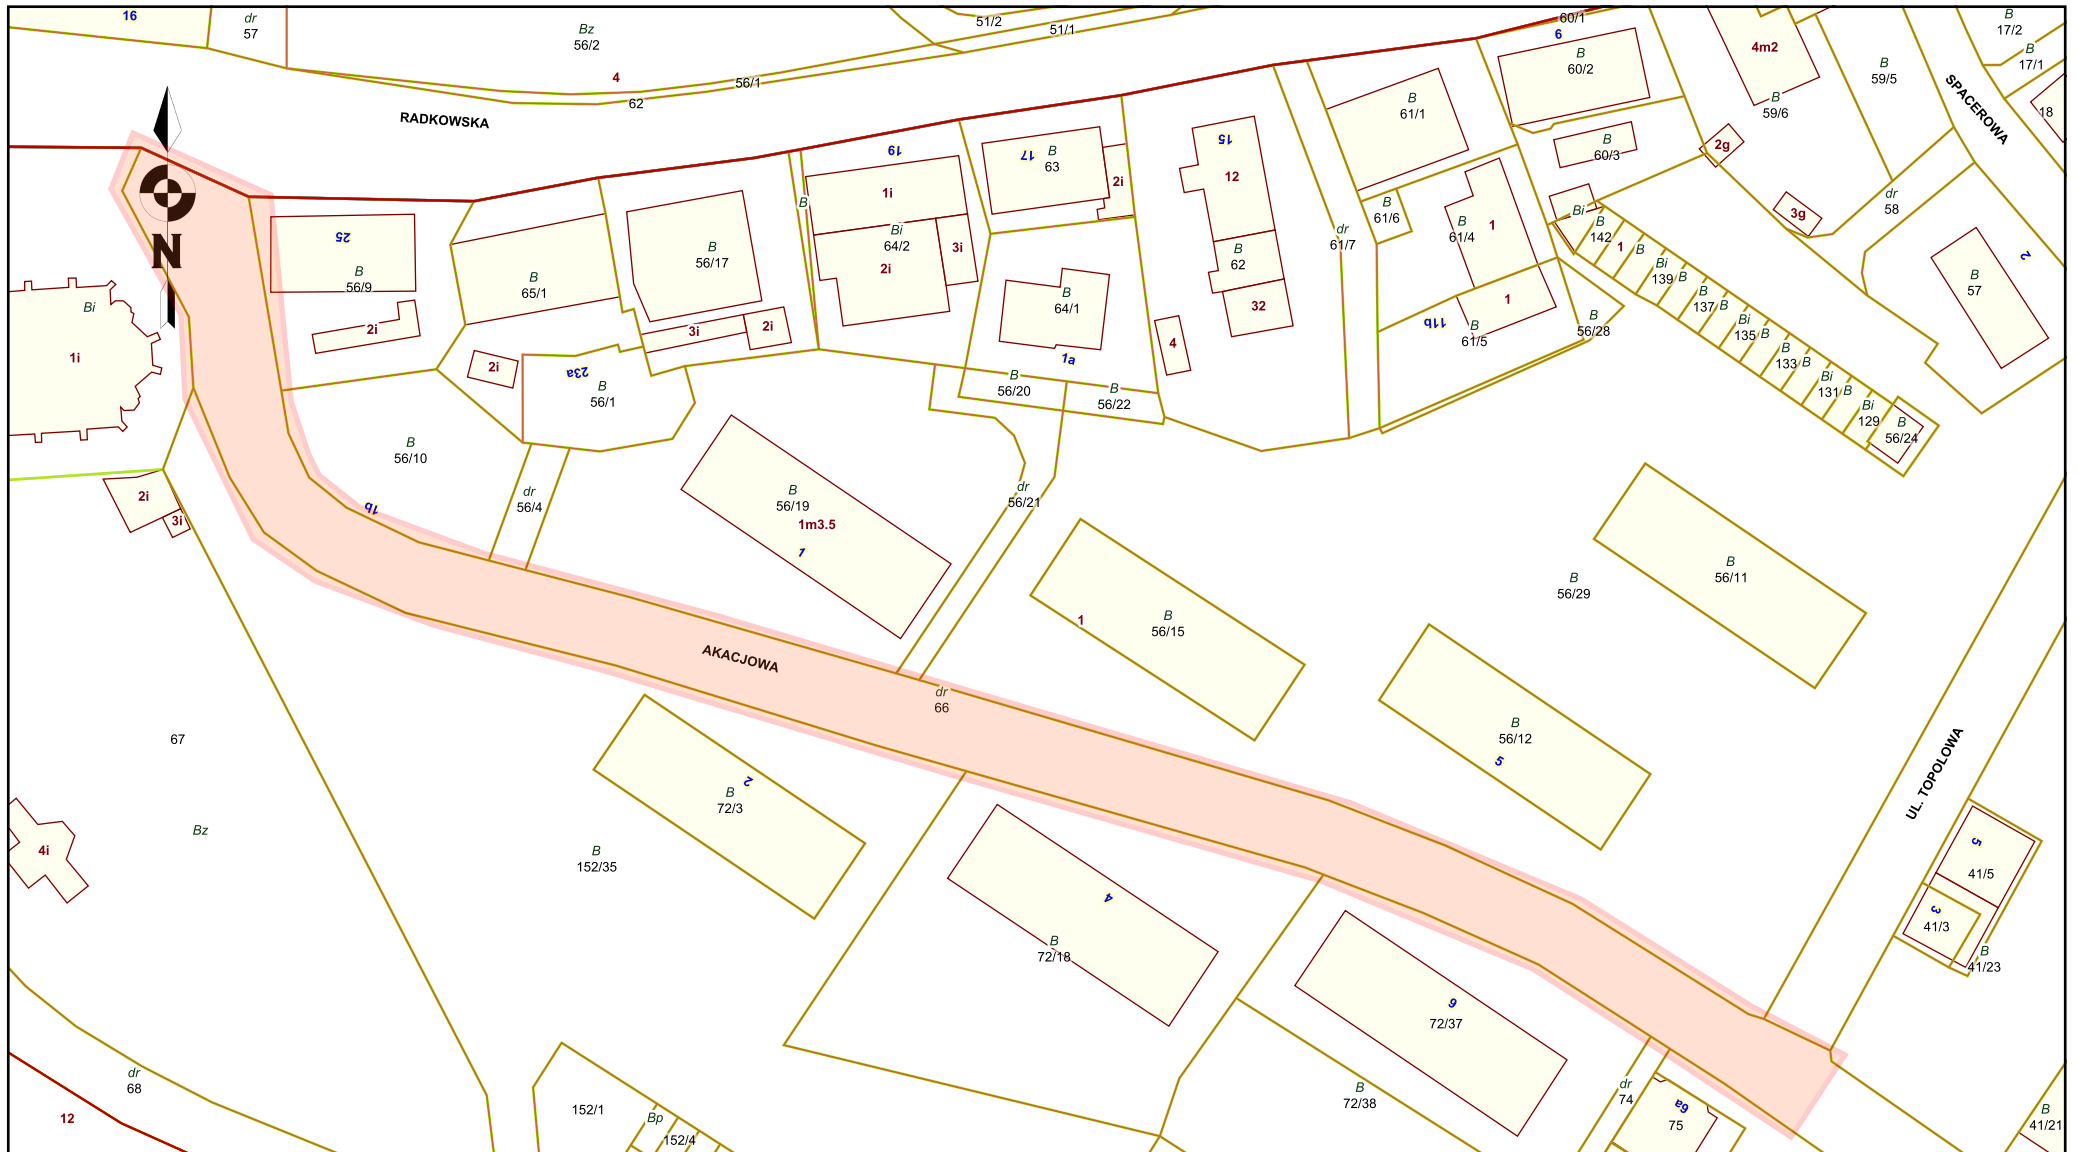 16
dr
57
Bz
56/2
4
62
56/1
51/2
51/1
60/1
9
B
60/2
4m2
B
59/6
B
59/5
SPACEROWA
B
17/2
B
17/1
18
RADKOWSKA
N
25
B
56/9
2i
B
65/1
B
56/17
3i
2i
2i
23a
B
56/1
B
19
1i
Bi
64/2
2i
3i
17
B
63
2i
B
64/1
1a
B
56/20
B
56/22
15
12
B
62
32
4
dr
61/7
B
61/1
B
61/6
B
61/4
1
1
11b
B
61/5
B
56/28
B
60/3
2g
3g
dr
58
B
57
2
Bi
B
142
1
B
Bi
139
B
B
137
B
Bi
135
B
B
133
B
Bi
131
B
Bi
129
B
56/24
Bi
1i
2i
3i
B
56/10
1b
dr
56/4
B
56/19
1m3.5
1
dr
56/21
B
56/15
1
B
56/29
B
56/11
B
56/12
5
UL. TOPOLOWA
AKACJOWA
dr
66
67
Bz
4i
2
B
72/3
B
152/35
4
B
72/18
6
72/37
B
72/38
5
41/5
3
41/3
B
41/23
dr
68
12
152/1
Bp
152/4
dr
74
6a
75
B
41/21